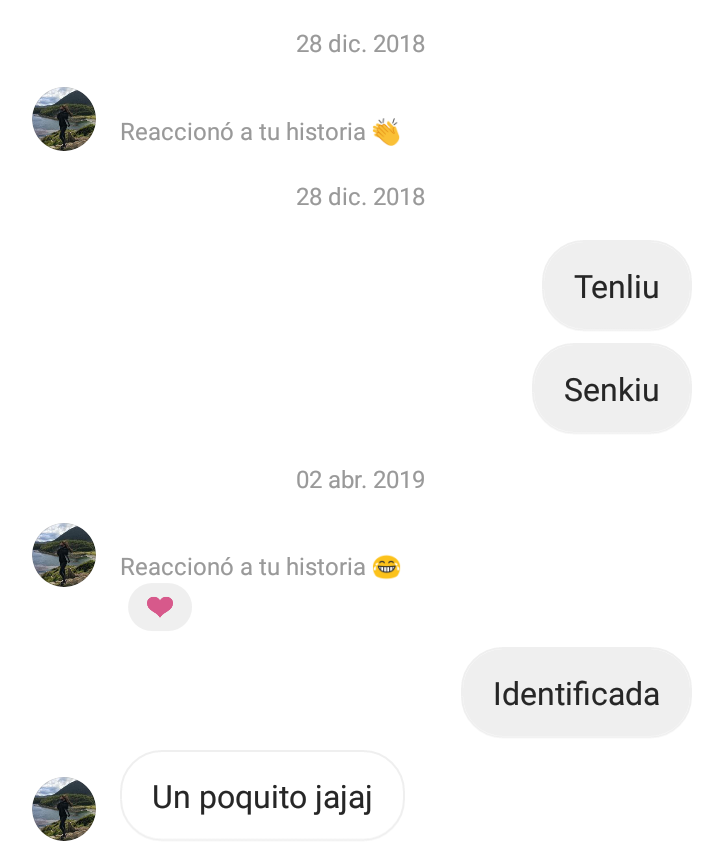 28 dic. 2018
Reaccionó a tu historia 👏
28 dic. 2018
Tenliu
Senkiu
02 abr. 2019
Reaccionó a tu historia 😂
Identificada
Un poquito jajaj